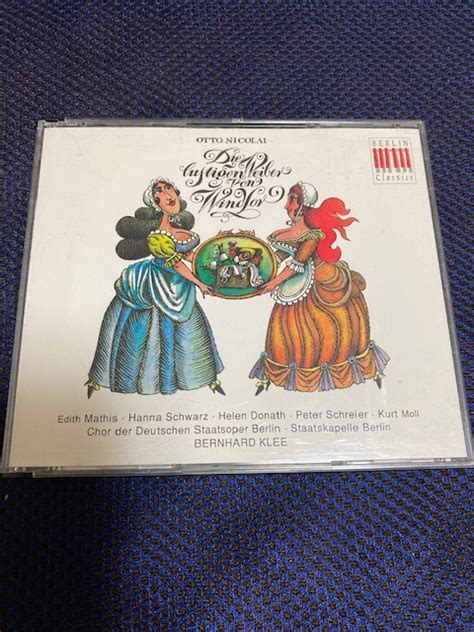 OTTO NICOLAI
BERLIN
Classics
Die
lustigen Weiber
von
Windsor
Edith Mathis · Hanna Schwarz · Helen Donath · Peter Schreier · Kurt Moll
Chor der Deutschen Staatsoper Berlin · Staatskapelle Berlin
BERNHARD KLEE